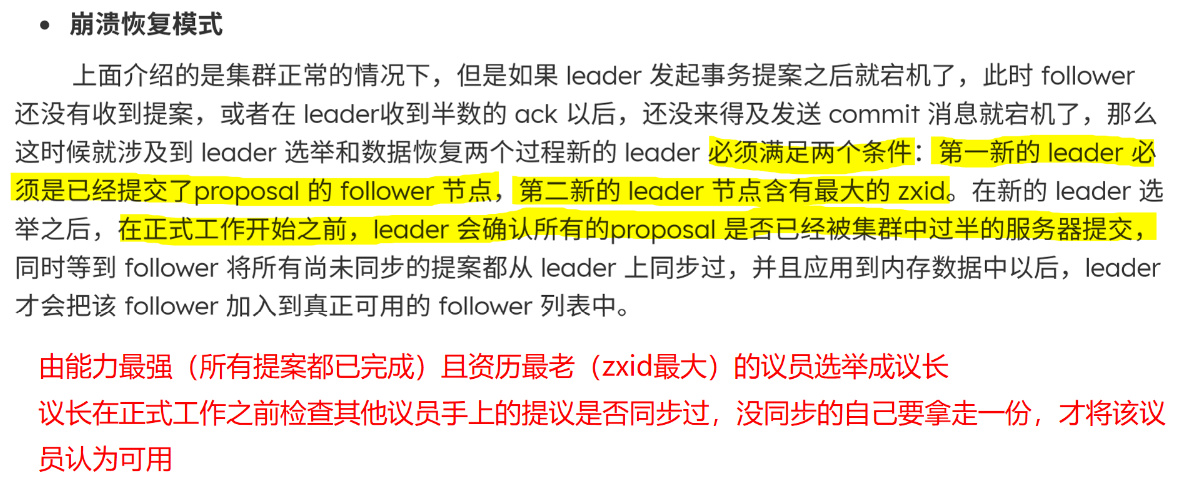 • 崩溃恢复模式
上面介绍的是集群正常的情况下，但是如果 leader 发起事务提案之后就宕机了，此时 follower
还没有收到提案，或者在 leader收到半数的 ack 以后，还没来得及发送 commit 消息就宕机了，那么
这时候就涉及到 leader 选举和数据恢复两个过程新的 leader 必须满足两个条件：第一新的 leader 必
须是已经提交了proposal 的 follower 节点，第二新的 leader 节点含有最大的 zxid。在新的 leader 选
举之后，在正式工作开始之前，leader 会确认所有的proposal 是否已经被集群中过半的服务器提交，
同时等到 follower 将所有尚未同步的提案都从 leader 上同步过，并且应用到内存数据中以后，leader
才会把该 follower 加入到真正可用的 follower 列表中。
由能力最强（所有提案都已完成）且资历最老（zxid最大）的议员选举成议长
议长在正式工作之前检查其他议员手上的提议是否同步过，没同步的自己要拿走一份，才将该议
员认为可用